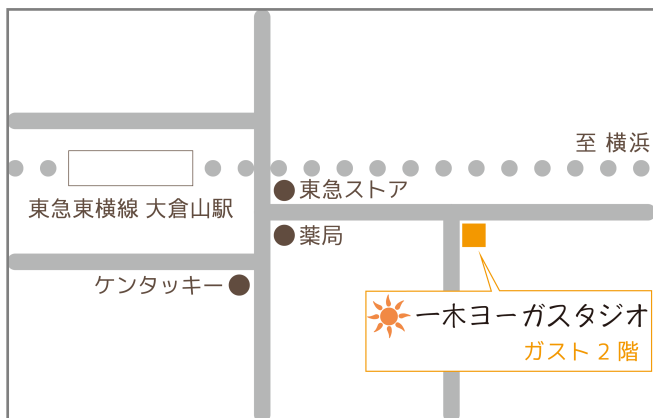 至 横浜
東急ストア
東急東横線 大倉山駅
薬局
ケンタッキー
一木ヨーガスタジオ
ガスト 2 階